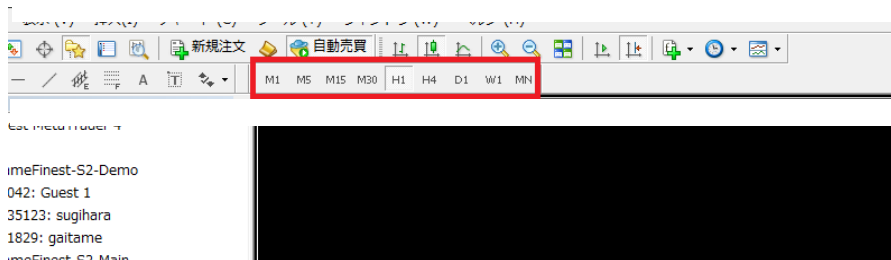 新規注文 自動売買
A T M1 M5 M15 M30 H1 H4 D1 W1 MN
meFinest-S2-Demo
042: Guest 1
35123: sugihara
1829: gaitame